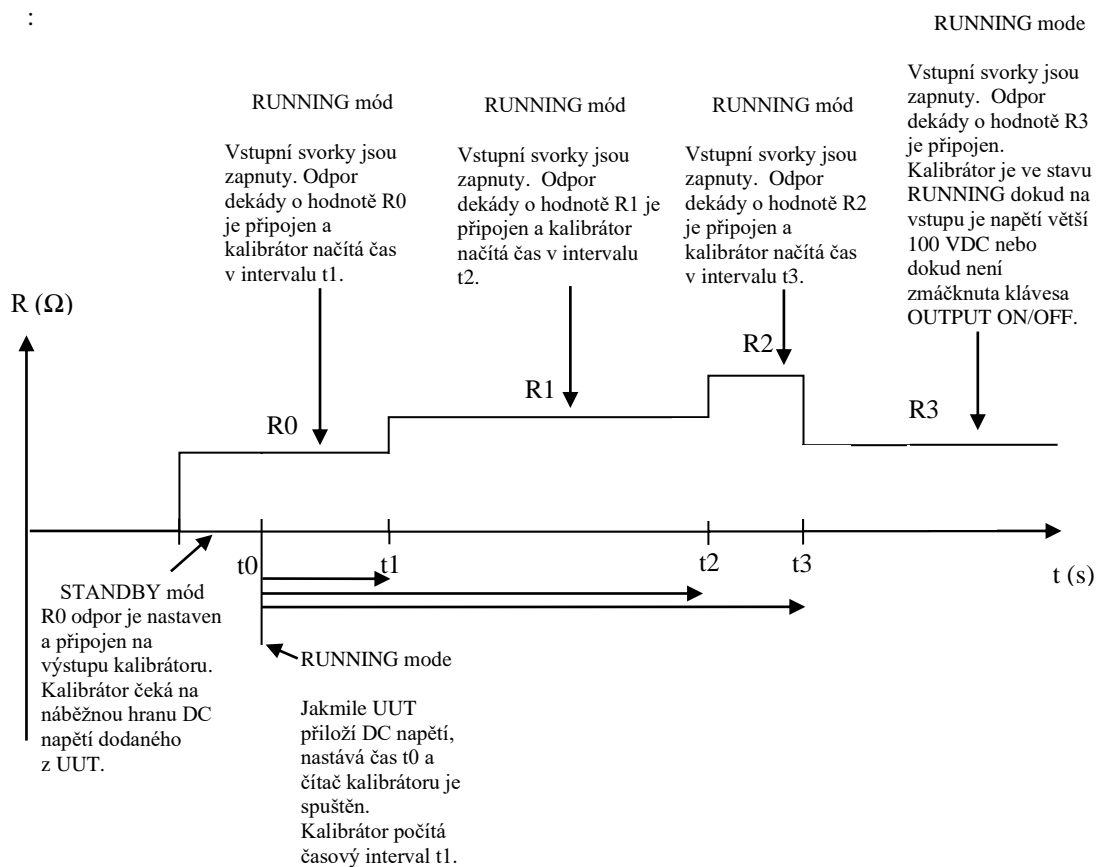 :
RUNNING mode
Vstupní svorky jsou
zapnuty. Odpor
dekády o hodnotě R3
je připojen.
Kalibrátor je ve stavu
RUNNING dokud na
vstupu je napětí větší
100 VDC nebo
dokud není
zmáčknuta klávesa
OUTPUT ON/OFF.
RUNNING mód
Vstupní svorky jsou
zapnuty. Odpor
dekády o hodnotě R0
je připojen a
kalibrátor načítá čas
v intervalu t1.
RUNNING mód
Vstupní svorky jsou
zapnuty. Odpor
dekády o hodnotě R1 je
připojen a kalibrátor
načítá čas v intervalu
t2.
RUNNING mód
Vstupní svorky jsou
zapnuty. Odpor
dekády o hodnotě R2
je připojen a
kalibrátor načítá čas
v intervalu t3.
R (Ω)
R0
R1
R2
R3
t0
t1
t2
t3
t (s)
STANDBY mód
R0 odpor je nastaven
a připojen na
výstupu kalibrátoru.
Kalibrátor čeká na
náběžnou hranu DC
napětí dodaného
z UUT.
RUNNING mode
Jakmile UUT
přiloží DC napětí,
nastává čas t0 a
čítač kalibrátoru je
spuštěn.
Kalibrátor počítá
časový interval t1.